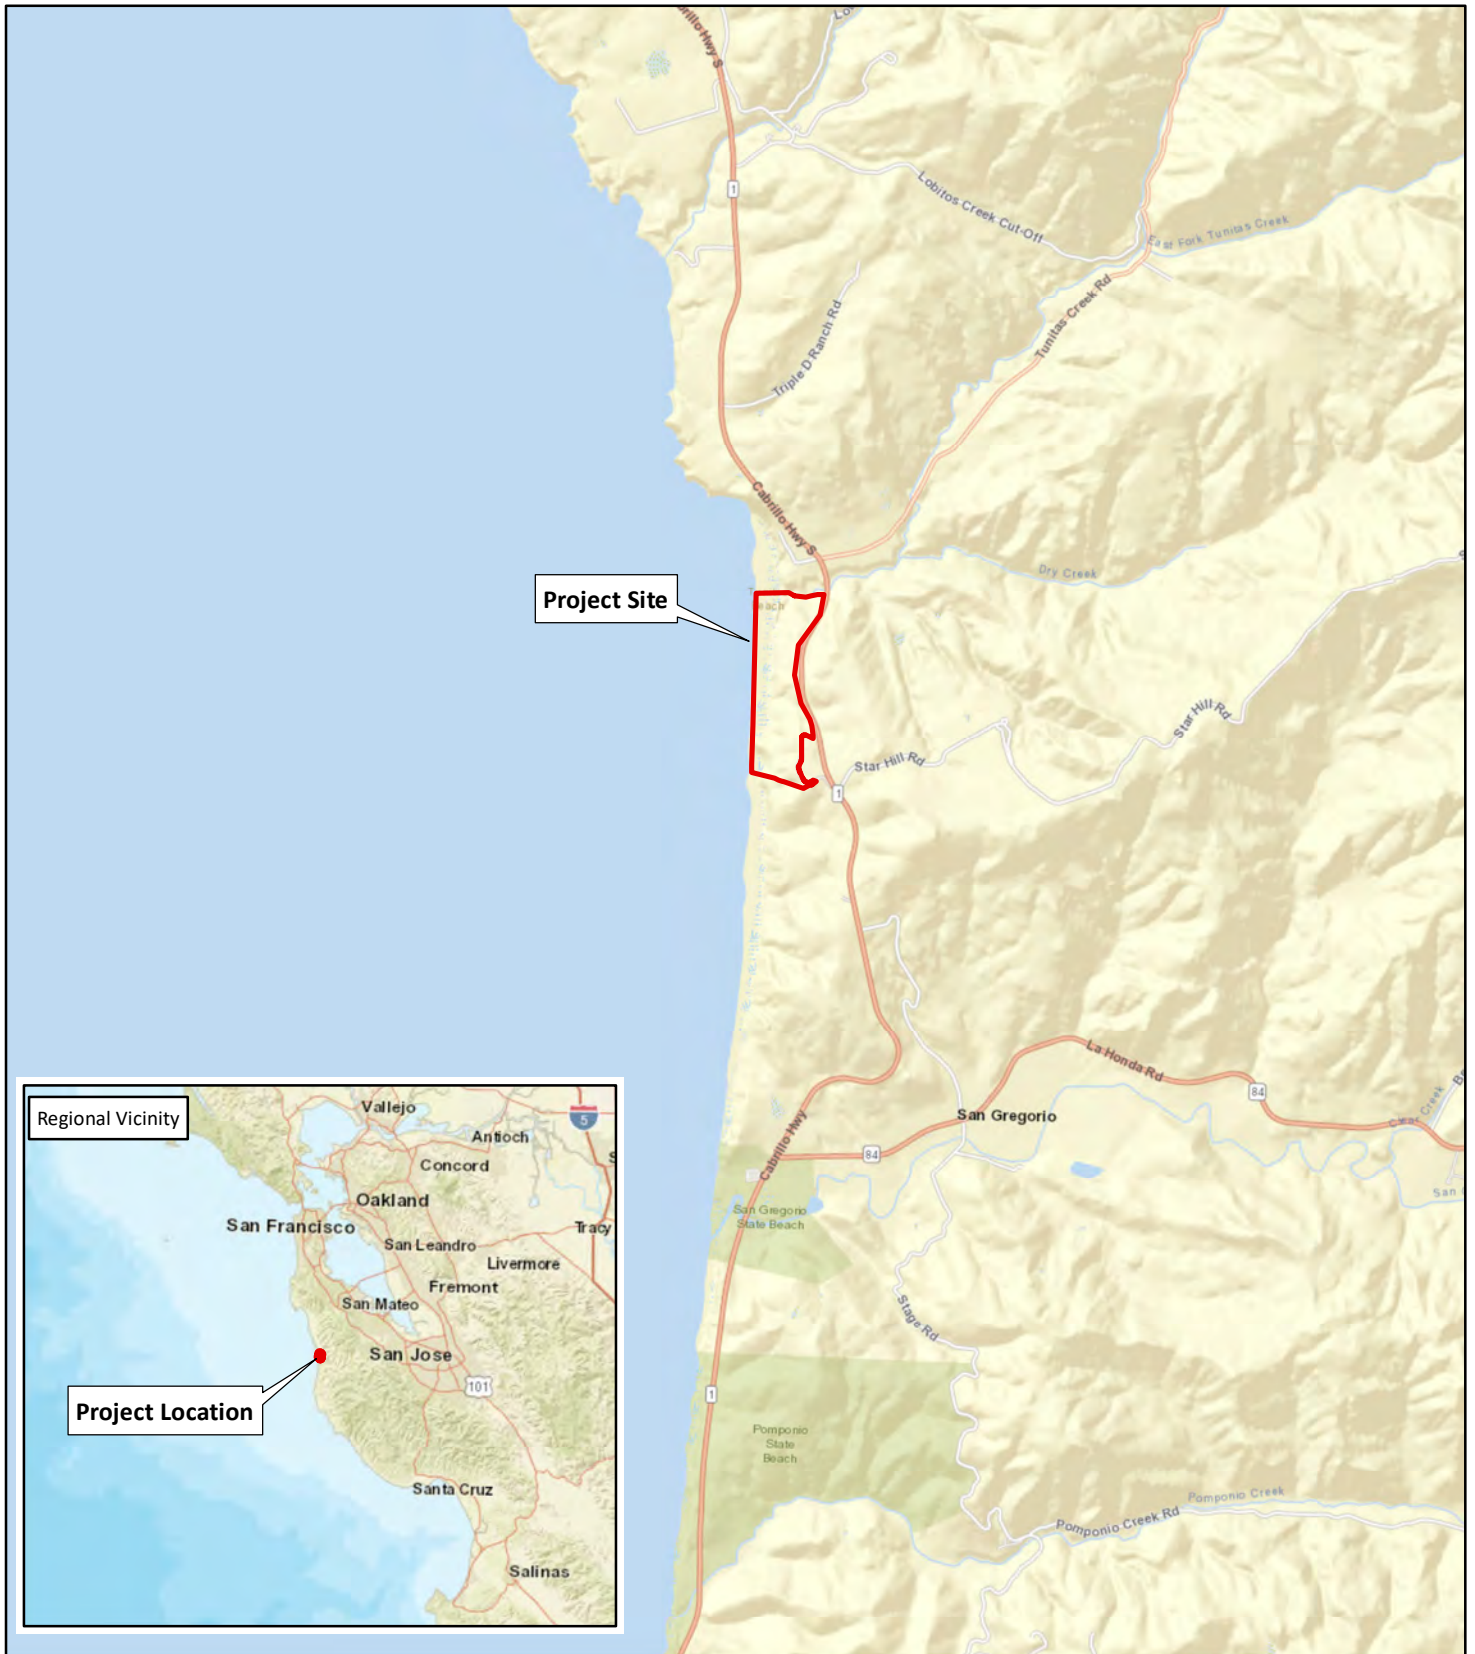 Cabrillo Hwy S
1
Lobitos Creek Cut-Off
East Fork Tunitas Creek
Tunitas Creek Rd
Triple D Ranch Rd
Cabrillo Hwy S
Dry Creek
Project Site
Beach
Star Hill Rd
Star Hill Rd
1
La Honda Rd
84
Clear Creek
San Gregorio
Cabrillo Hwy
84
San Gregorio
State Beach
Stage Rd
1
Pomponio
State
Beach
Pomponio Creek
Pomponio Creek Rd
Regional Vicinity
Vallejo
5
Antioch
Concord
Oakland
San Francisco
Tracy
San Leandro
Livermore
Fremont
San Mateo
San Jose
101
Project Location
Santa Cruz
Salinas